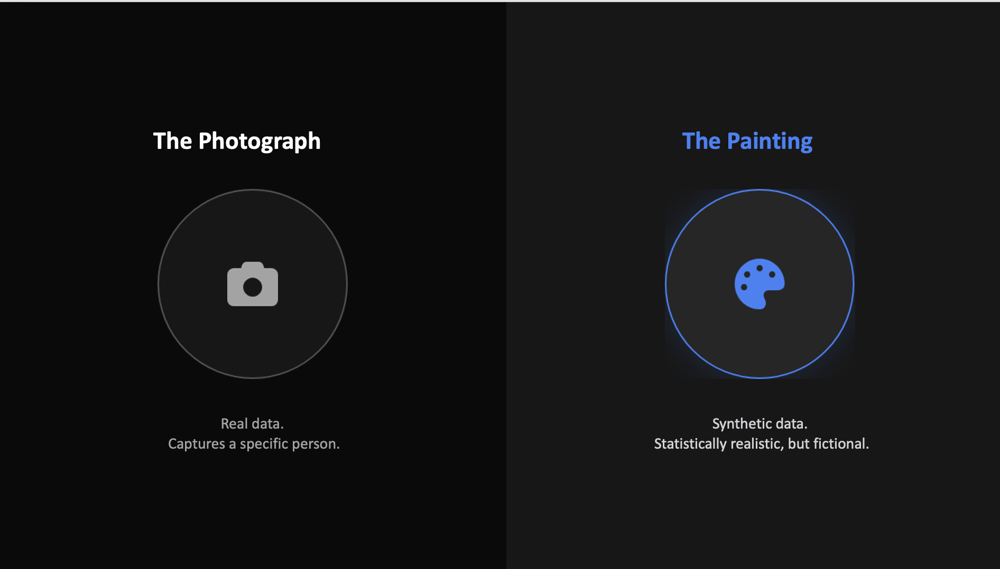 The Photograph
Real data.
Captures a specific person.
The Painting
Synthetic data.
Statistically realistic, but fictional.